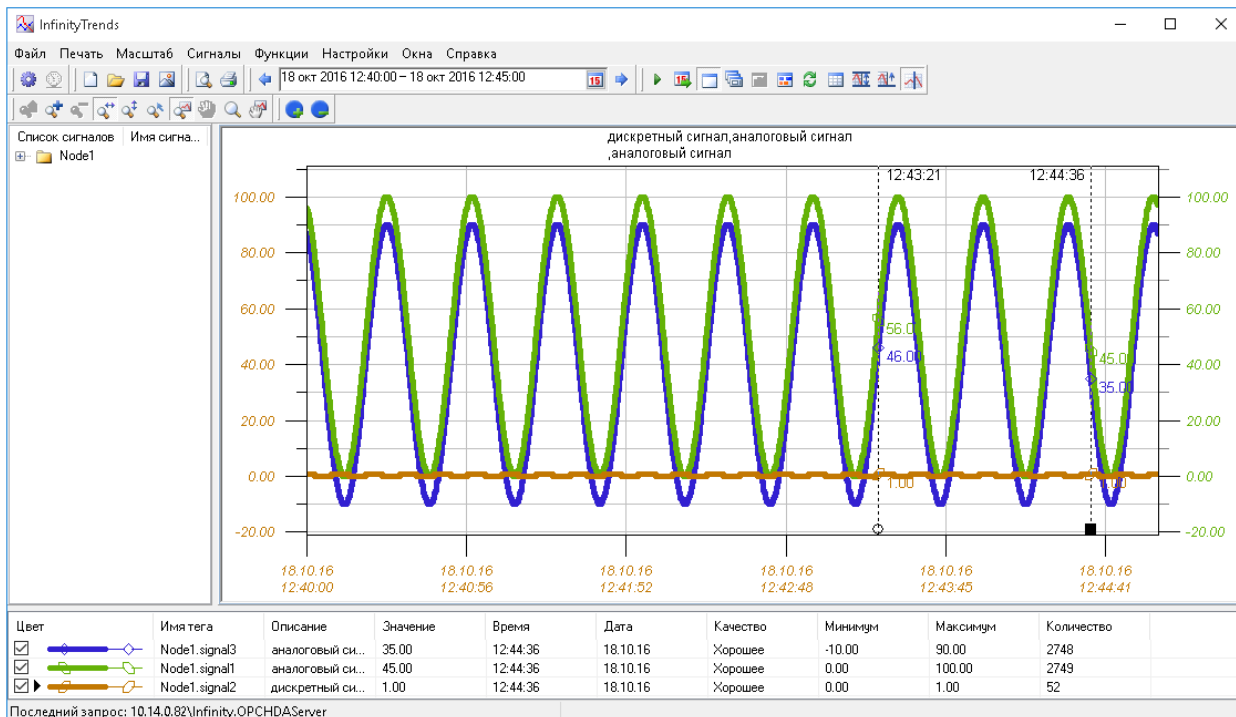 InfinityTrends
Файл Печать Масштаб Сигналы Функции Настройки Окна Справка
18 окт 2016 12:40:00 – 18 окт 2016 12:45:00 15
15
Список сигналов Имя сигна...
Node1
дискретный сигнал,аналоговый сигнал
,аналоговый сигнал
12:43:21 12:44:36
100.00 100.00
80.00 80.00
60.00 60.00
56.00
46.00
45.00
40.00 40.00
35.00
20.00 20.00
0.00 0.00
1.00 1.00
-20.00 -20.00
18.10.16 18.10.16 18.10.16 18.10.16 18.10.16 18.10.16
12:40:00 12:40:56 12:41:52 12:42:48 12:43:45 12:44:41
Цвет Имя тега Описание Значение Время Дата Качество Минимум Максимум Количество
Node1.signal3 аналоговый си... 35.00 12:44:36 18.10.16 Хорошее -10.00 90.00 2748
Node1.signal1 аналоговый си... 45.00 12:44:36 18.10.16 Хорошее 0.00 100.00 2749
Node1.signal2 дискретный си... 1.00 12:44:36 18.10.16 Хорошее 0.00 1.00 52
Последний запрос: 10.14.0.82\Infinity.OPCHDAServer